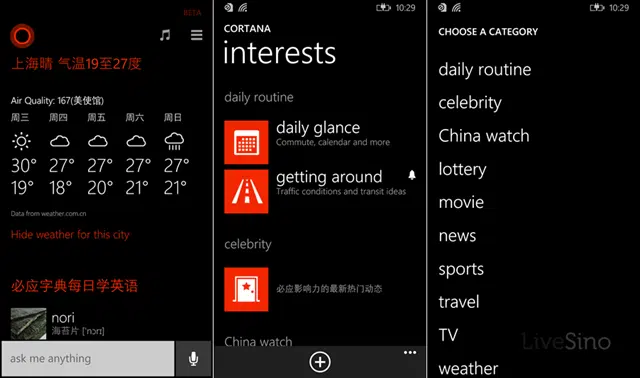 BETA
上海晴 气温19至27度
Air Quality: 167(美使馆)
周三 周四 周五 周六 周日
30° 27° 27° 27° 27°
19° 18° 20° 21° 21°
Data from weather.com.cn
Hide weather for this city
必应字典每日学英语
nori
海苔片 ['nɔrɪ]
ask me anything
10:29
CORTANA
interests
daily routine
daily glance
Commute, calendar and more
getting around
Traffic conditions and transit ideas
celebrity
必应影响力的最新热门动态
China watch
10:29
CHOOSE A CATEGORY
daily routine
celebrity
China watch
lottery
movie
news
sports
travel
TV
weather
LiveSino